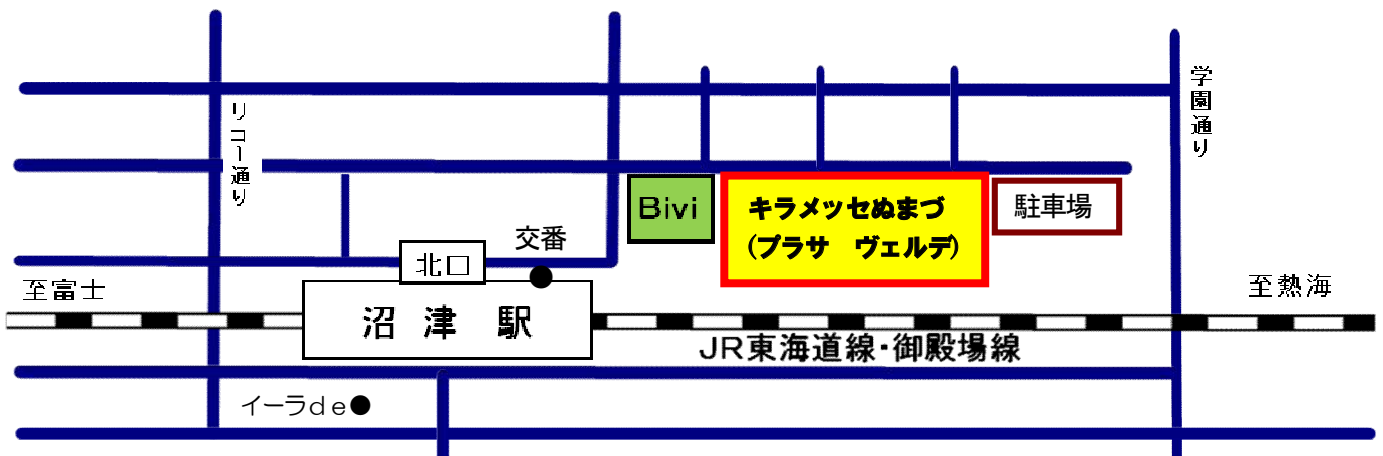 学園通り
リコー通り
Bivi
キラメッセぬまづ
(プラサ　ヴェルデ)
駐車場
交番
北口
至富士
至熱海
沼津駅
JR東海道線・御殿場線
イーラde●